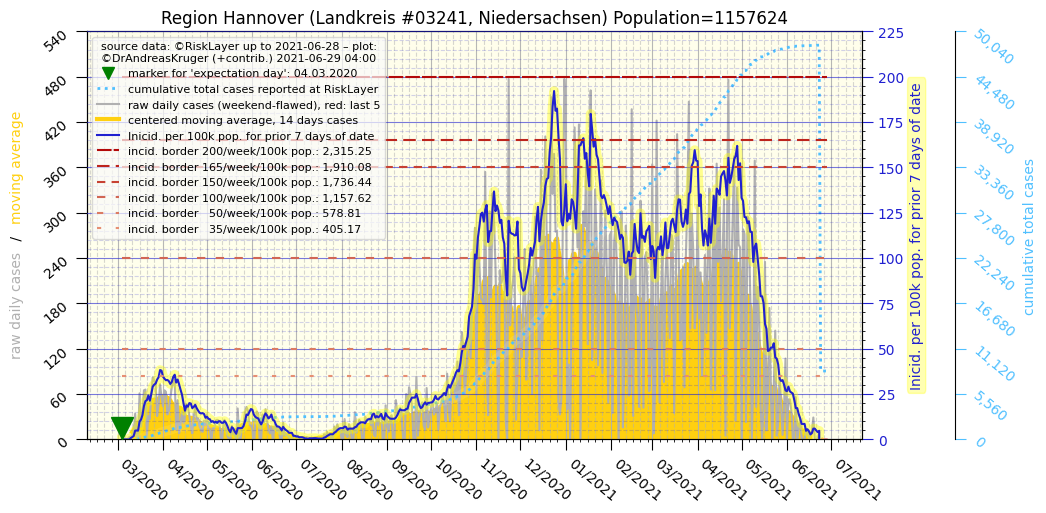 Region Hannover (Landkreis #03241, Niedersachsen) Population=1157624
source data: ©RiskLayer up to 2021-06-28 – plot:
©DrAndreasKruger (+contrib.) 2021-06-29 04:00
marker for 'expectation day': 04.03.2020
cumulative total cases reported at RiskLayer
raw daily cases (weekend-flawed), red: last 5
centered moving average, 14 days cases
Inicid. per 100k pop. for prior 7 days of date
incid. border 200/week/100k pop.: 2,315.25
incid. border 165/week/100k pop.: 1,910.08
incid. border 150/week/100k pop.: 1,736.44
incid. border 100/week/100k pop.: 1,157.62
incid. border   50/week/100k pop.: 578.81
incid. border   35/week/100k pop.: 405.17
raw daily cases / moving average
540
480
420
360
300
240
180
120
60
0
03/2020
04/2020
05/2020
06/2020
07/2020
08/2020
09/2020
10/2020
11/2020
12/2020
01/2021
02/2021
03/2021
04/2021
05/2021
06/2021
07/2021
225
200
175
150
125
100
75
50
25
0
Inicid. per 100k pop. for prior 7 days of date
50,040
44,480
38,920
33,360
27,800
22,240
16,680
11,120
5,560
0
cumulative total cases